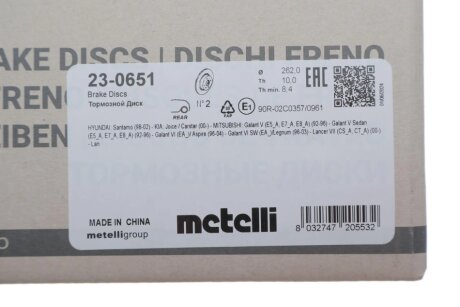 AKE DISCS | DISCHI FRENO
23-0651
Brake Discs
Тормозной Диск
REAR
N°2
ø 262,0
Th 10,0
Th min. 8,4
EAC
E1 90R-02C0357/0961
HYUNDAI Santamo (98-02) - KIA: Joice / Carstar (00-) - MITSUBISHI: Galant V (E5_A, E7_A, E8_A) (92-96) - Galant V Sedan
(E5_A, E7_A, E8_A) (92-96) - Galant VI (EA_)/ Aspire (96-04) - Galant VI SW (EA_)/Legnum (96-03) - Lancer VII (CS_A, CT_A) (00-)
- Lan
MADE IN CHINA
metelligroup
metelli
8 032747 205532